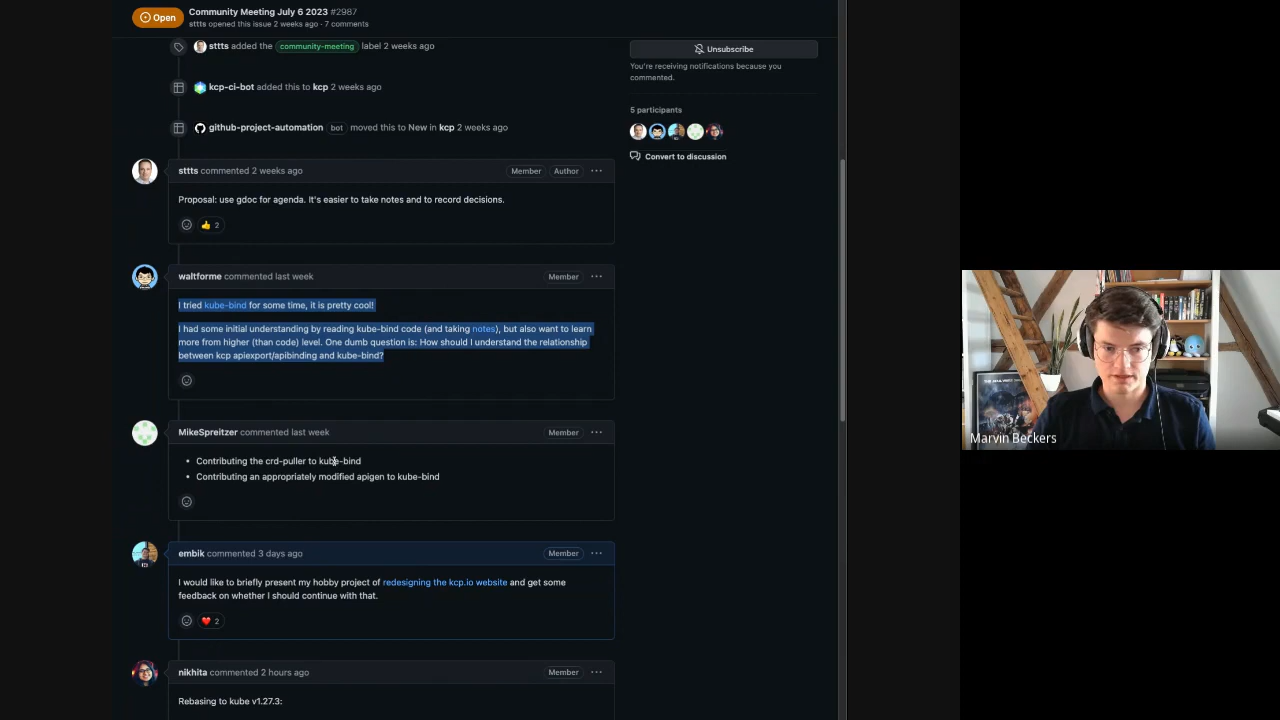 Open
Community Meeting July 6 2023 #2987
sttts opened this issue 2 weeks ago · 7 comments
sttts added the community-meeting label 2 weeks ago
kcp-ci-bot added this to kcp 2 weeks ago
github-project-automation bot moved this to New in kcp 2 weeks ago
Unsubscribe
You're receiving notifications because you
commented.
5 participants
Convert to discussion
sttts commented 2 weeks ago
Member
Author
Proposal: use gdoc for agenda. It's easier to take notes and to record decisions.
2
waltforme commented last week
Member
I tried kube-bind for some time, it is pretty cool!
I had some initial understanding by reading kube-bind code (and taking notes), but also want to learn
more from higher (than code) level. One dumb question is: How should I understand the relationship
between kcp apiexport/apibinding and kube-bind?
MikeSpreitzer commented last week
Member
• Contributing the crd-puller to kube-bind
• Contributing an appropriately modified apigen to kube-bind
embik commented 3 days ago
Member
I would like to briefly present my hobby project of redesigning the kcp.io website and get some
feedback on whether I should continue with that.
2
nikhita commented 2 hours ago
Member
Rebasing to kube v1.27.3:
Marvin Beckers